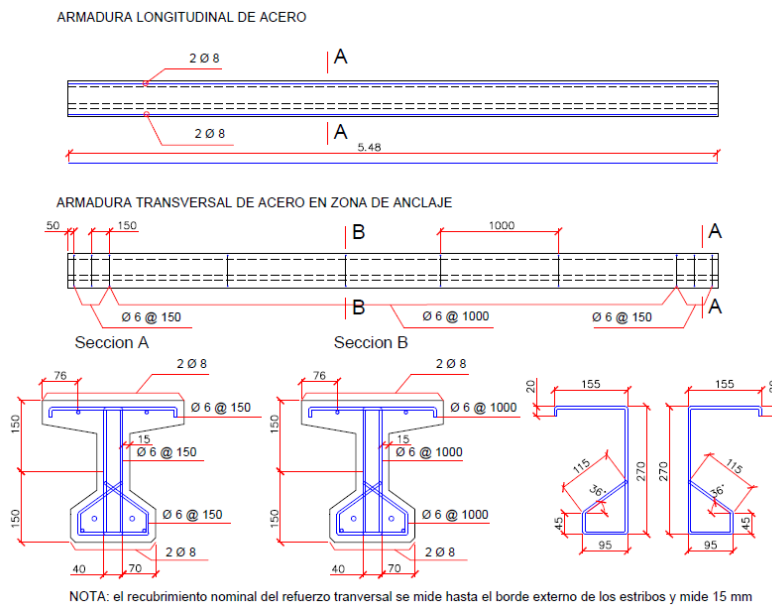 ARMADURA LONGITUDINAL DE ACERO
2 Ø 8
A
2 Ø 8
A
5.48
ARMADURA TRANSVERSAL DE ACERO EN ZONA DE ANCLAJE
50
150
B
1000
A
Ø 6 @ 150
B
Ø 6 @ 1000
Ø 6 @ 150
A
Seccion A
Seccion B
2 Ø 8
2 Ø 8
76
76
20
155
155
Ø 6 @ 150
Ø 6 @ 1000
150
150
15
15
Ø 6 @ 150
Ø 6 @ 1000
115
115
270
270
36°
36°
150
150
Ø 6 @ 150
Ø 6 @ 1000
45
45
2 Ø 8
2 Ø 8
95
95
40
70
40
70
NOTA: el recubrimiento nominal del refuerzo tranversal se mide hasta el borde externo de los estribos y mide 15 mm